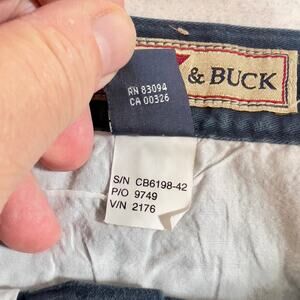 & BUCK
RN 83094
CA 00326
S/N CB6198-42
P/O 9749
V/N 2176